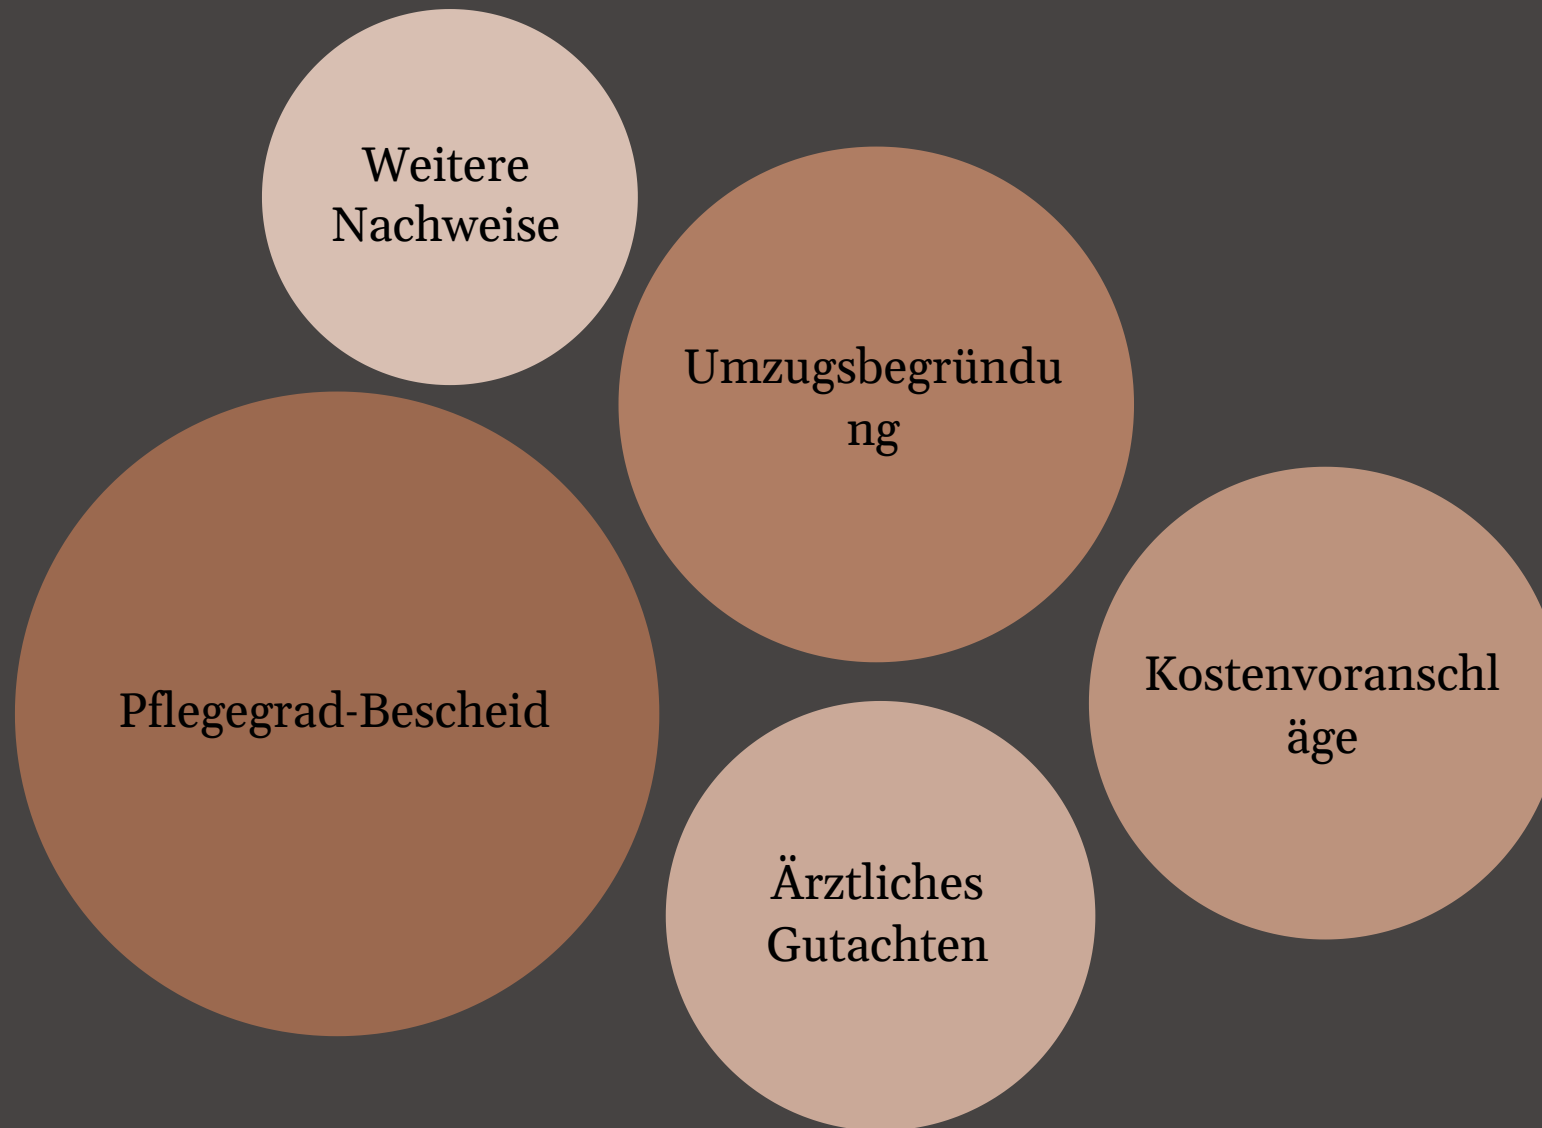 Weitere
Nachweise
Umzugsbegründu
ng
Pflegegrad-Bescheid
Kostenvoranschl
äge
Ärztliches
Gutachten